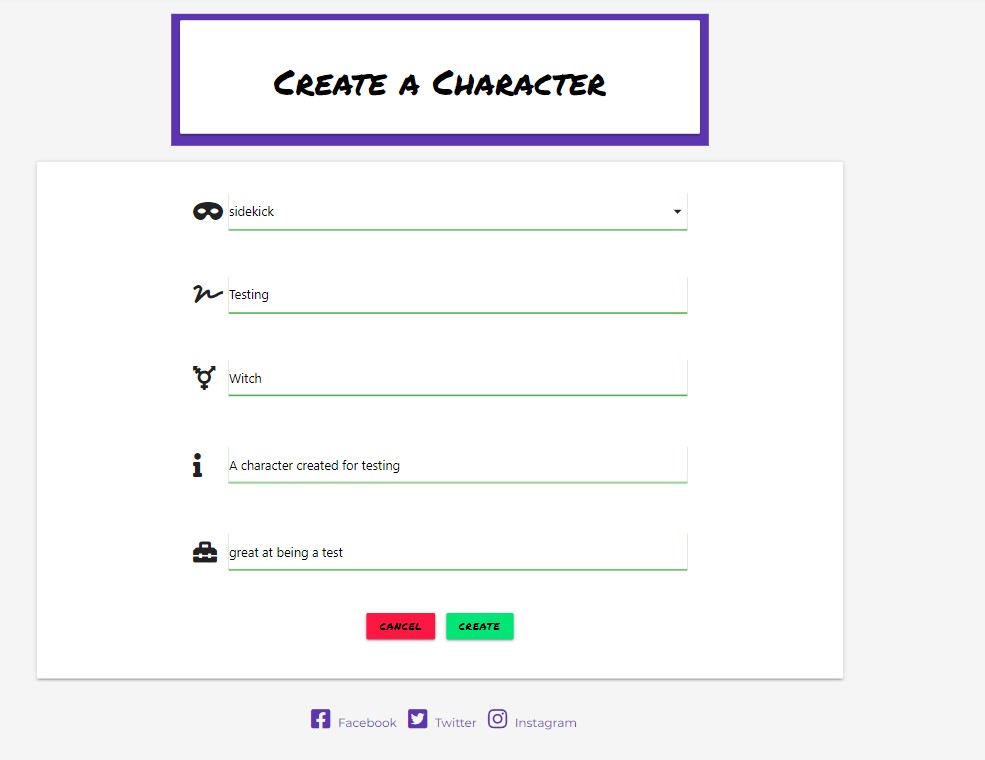 Create a Character
sidekick
Testing
Witch
A character created for testing
great at being a test
CANCEL CREATE
Facebook Twitter Instagram